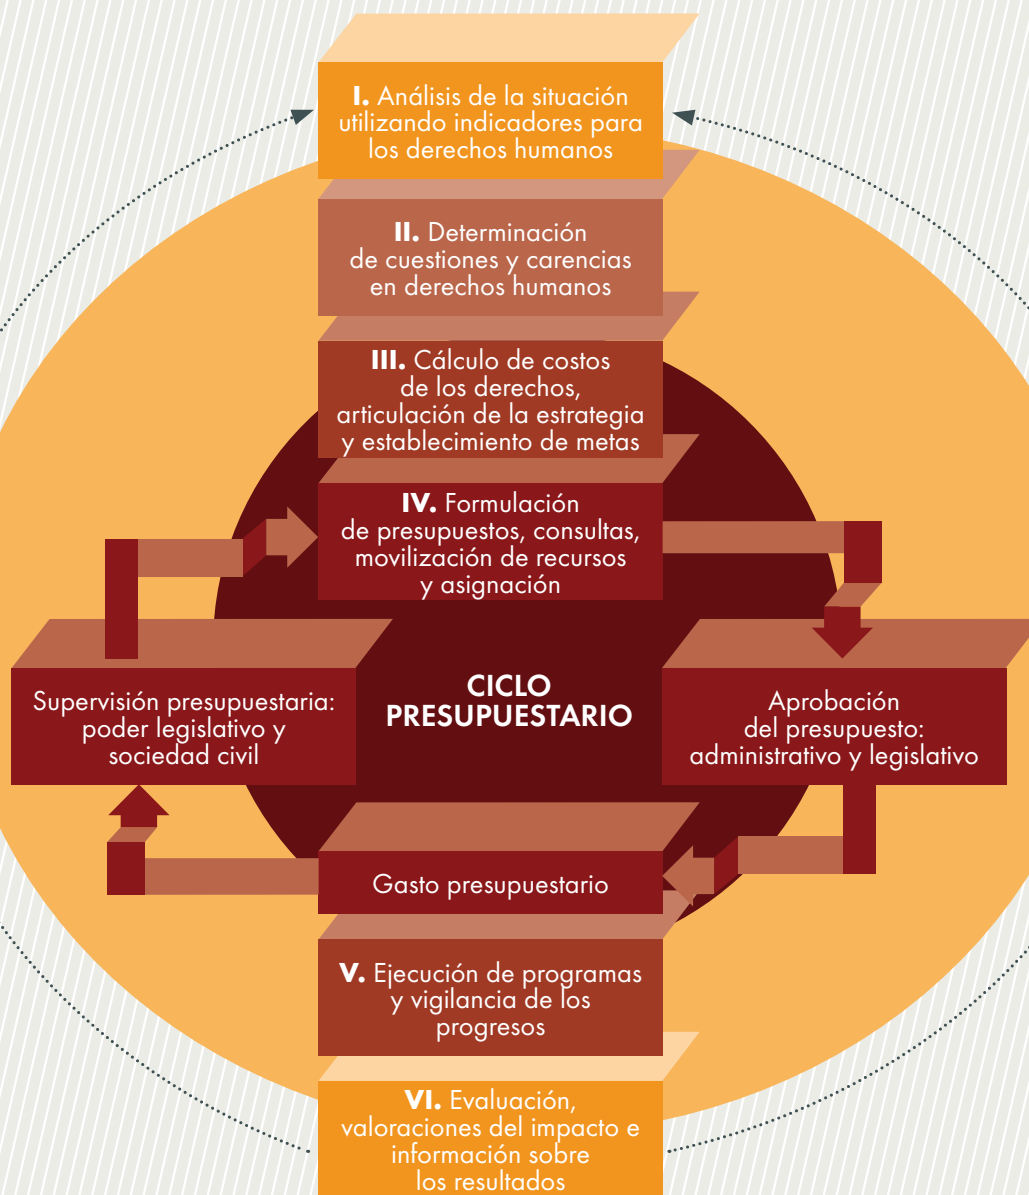 I. Análisis de la situación
utilizando indicadores para
los derechos humanos
II. Determinación
de cuestiones y carencias
en derechos humanos
III. Cálculo de costos
de los derechos,
articulación de la estrategia
y establecimiento de metas
IV. Formulación
de presupuestos, consultas,
movilización de recursos
y asignación
Supervisión presupuestaria:
poder legislativo y
sociedad civil
CICLO
PRESUPUESTARIO
Aprobación
del presupuesto:
administrativo y legislativo
Gasto presupuestario
V. Ejecución de programas
y vigilancia de los
progresos
VI. Evaluación,
valoraciones del impacto e
información sobre
los resultados